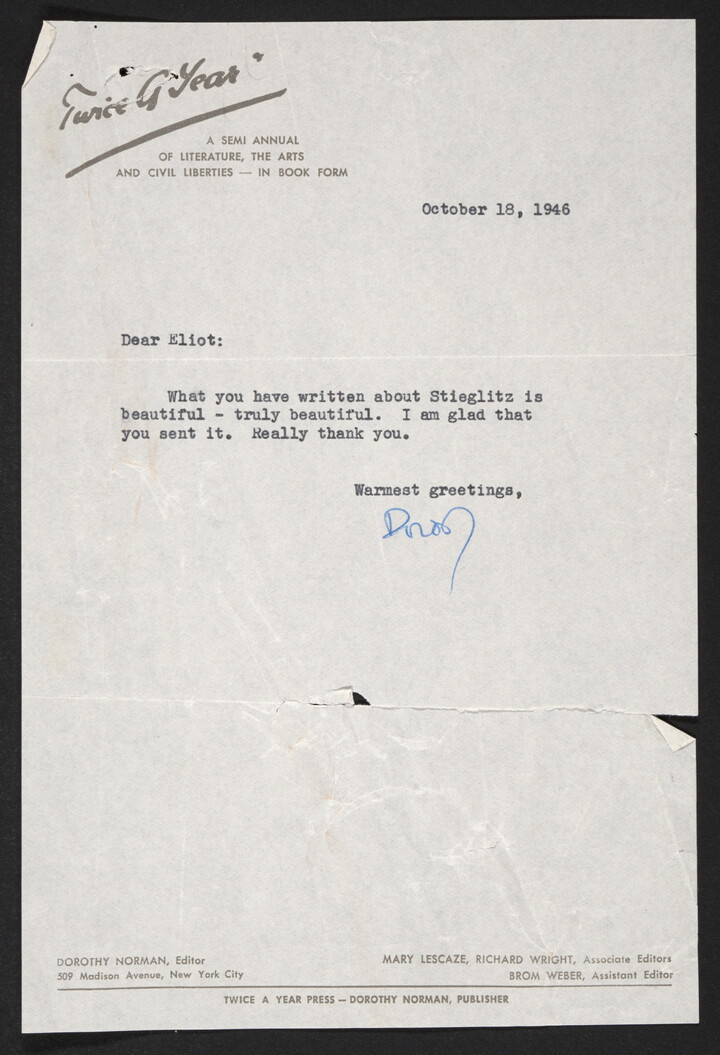 Twice A Year
A SEMI ANNUAL
OF LITERATURE, THE ARTS
AND CIVIL LIBERTIES — IN BOOK FORM
October 18, 1946
Dear Eliot:
What you have written about Stieglitz is
beautiful - truly beautiful. I am glad that
you sent it. Really thank you.
Warmest greetings,
DOROTHY NORMAN, Editor
509 Madison Avenue, New York City
MARY LESCAZE, RICHARD WRIGHT, Associate Editors
BROM WEBER, Assistant Editor
TWICE A YEAR PRESS — DOROTHY NORMAN, PUBLISHER